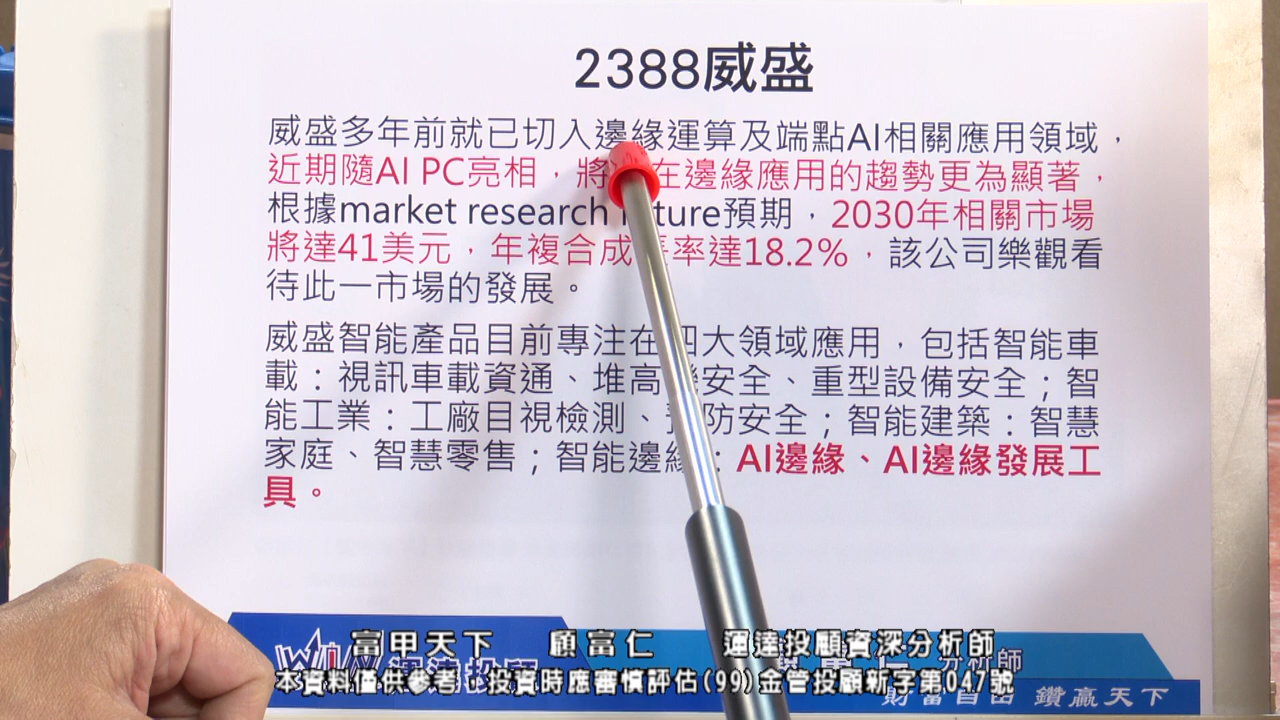 2388威盛
威盛多年前就已切入邊緣運算及端點AI相關應用領域，
近期隨AI PC亮相，將 在邊緣應用的趨勢更為顯著，
根據market research ture預期，2030年相關市場
將達41美元，年複合成 率達18.2%，該公司樂觀看
待此一市場的發展。
威盛智能產品目前專注在四大領域應用，包括智能車
載：視訊車載資通、堆高 安全、重型設備安全；智
能工業：工廠目視檢測、 防安全；智能建築：智慧
家庭、智慧零售；智能邊緣：AI邊緣、AI邊緣發展工
具。
WIN 運達投顧
分析師
財富自由 鑽贏天下
富甲天下 顧富仁 運達投顧資深分析師
本資料僅供參考，投資時應審慎評估(99)金管投顧新字第047號